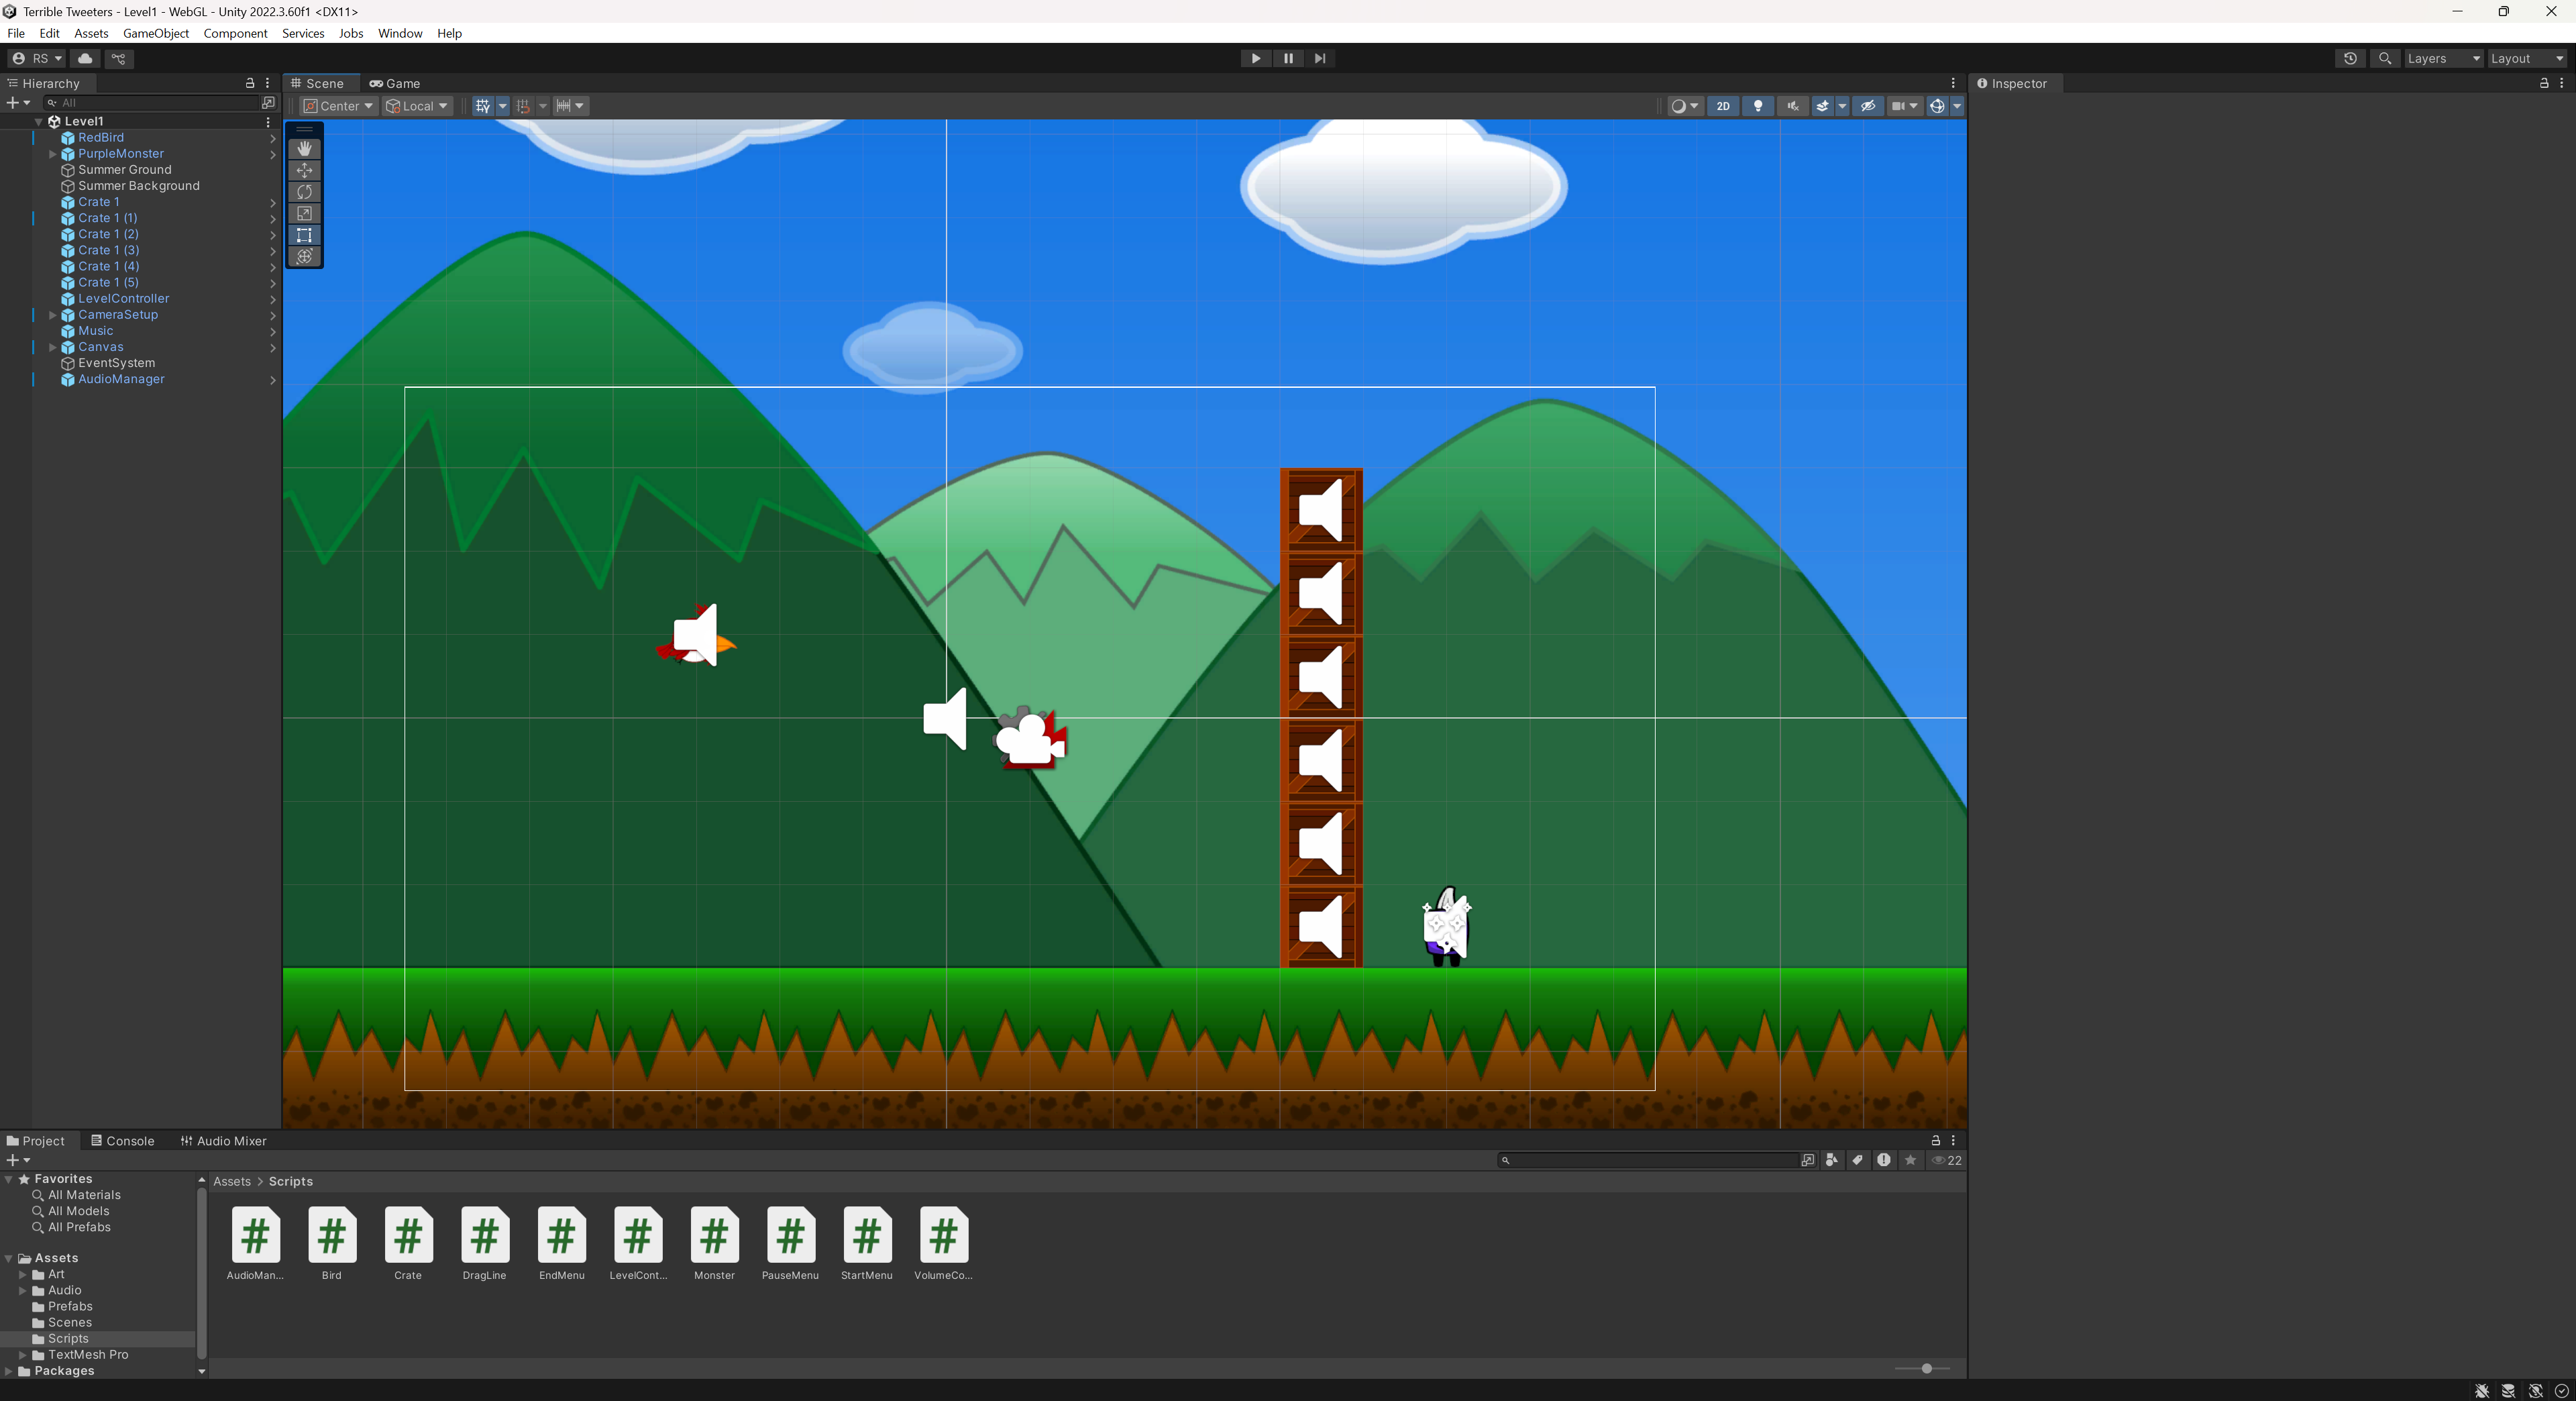 Terrible Tweeters - Level1 - WebGL - Unity 2022.3.60f1 <DX11>
File Edit Assets GameObject Component Services Jobs Window Help
RS
Layers
Layout
Hierarchy
Scene
Game
Inspector
All
Center
Local
2D
Level1
RedBird
PurpleMonster
Summer Ground
Summer Background
Crate 1
Crate 1 (1)
Crate 1 (2)
Crate 1 (3)
Crate 1 (4)
Crate 1 (5)
LevelController
CameraSetup
Music
Canvas
EventSystem
AudioManager
Project
Console
Audio Mixer
22
Favorites
All Materials
All Models
All Prefabs
Assets
Art
Audio
Prefabs
Scenes
Scripts
TextMesh Pro
Packages
Assets > Scripts
AudioMan...
Bird
Crate
DragLine
EndMenu
LevelCont...
Monster
PauseMenu
StartMenu
VolumeCo...